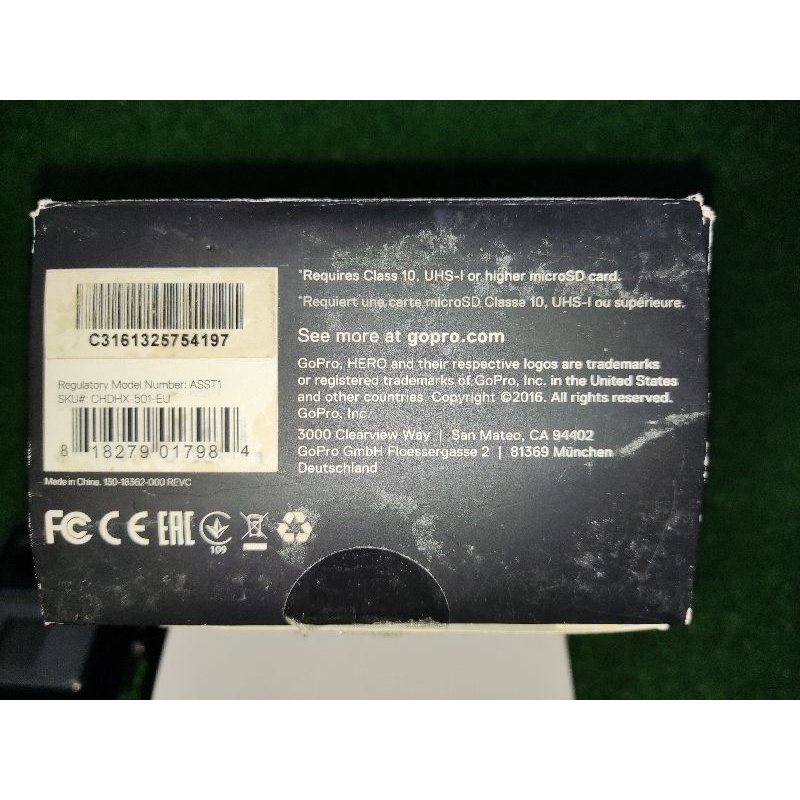 C3161325754197
Regulatory Model Number: ASST1
SKU#: CHDHX-501-EU
8 18279 01798 4
Made in China. 130-18362-000 REVC
FC CE EAC
109
*Requires Class 10, UHS-I or higher microSD card.
*Requiert une carte microSD Classe 10, UHS-I ou supérieure.
See more at gopro.com
GoPro, HERO and their respective logos are trademarks
or registered trademarks of GoPro, Inc. in the United States
and other countries. Copyright ©2016. All rights reserved.
GoPro, Inc.
3000 Clearview Way | San Mateo, CA 94402
GoPro GmbH Floessergasse 2 | 81369 München
Deutschland